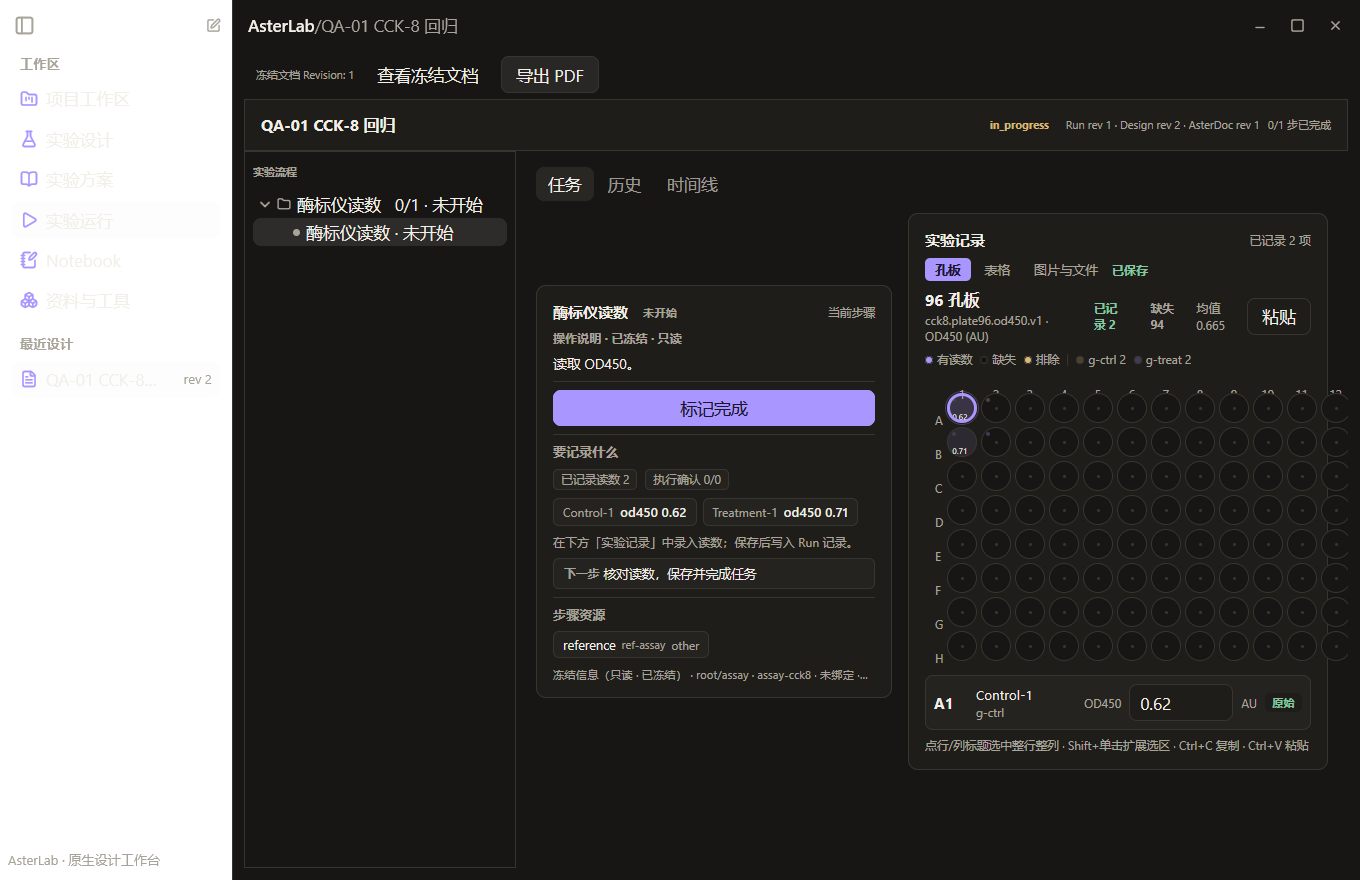 AsterLab/QA-01 CCK-8 回归
工作区
项目工作区
实验设计
实验方案
实验运行
Notebook
资料与工具
最近设计
QA-01 CCK-8... rev 2
AsterLab · 原生设计工作台
冻结文档 Revision: 1 查看冻结文档 导出 PDF
QA-01 CCK-8 回归
in_progress Run rev 1 · Design rev 2 · AsterDoc rev 1 0/1 步已完成
实验流程
酶标仪读数 0/1 · 未开始
酶标仪读数 · 未开始
任务 历史 时间线
酶标仪读数 未开始 当前步骤
操作说明 · 已冻结 · 只读
读取 OD450。
标记完成
要记录什么
已记录读数 2 执行确认 0/0
Control-1 od450 0.62 Treatment-1 od450 0.71
在下方「实验记录」中录入读数；保存后写入 Run 记录。
下一步 核对读数，保存并完成任务
步骤资源
reference ref-assay other
冻结信息（只读 · 已冻结） · root/assay · assay-cck8 · 未绑定 ·...
实验记录 已记录 2 项
孔板 表格 图片与文件 已保存
96 孔板
cck8.plate96.od450.v1 ·
OD450 (AU)
已记
录 2
缺失
94
均值
0.665
粘贴
有读数 缺失 排除 g-ctrl 2 g-treat 2
1 2 3 4 5 6 7 8 9 10 11 12
A 0.62
B 0.71
C
D
E
F
G
H
A1 Control-1 OD450 0.62 AU 原始
g-ctrl
点行/列标题选中整行整列 · Shift+单击扩展选区 · Ctrl+C 复制 · Ctrl+V 粘贴